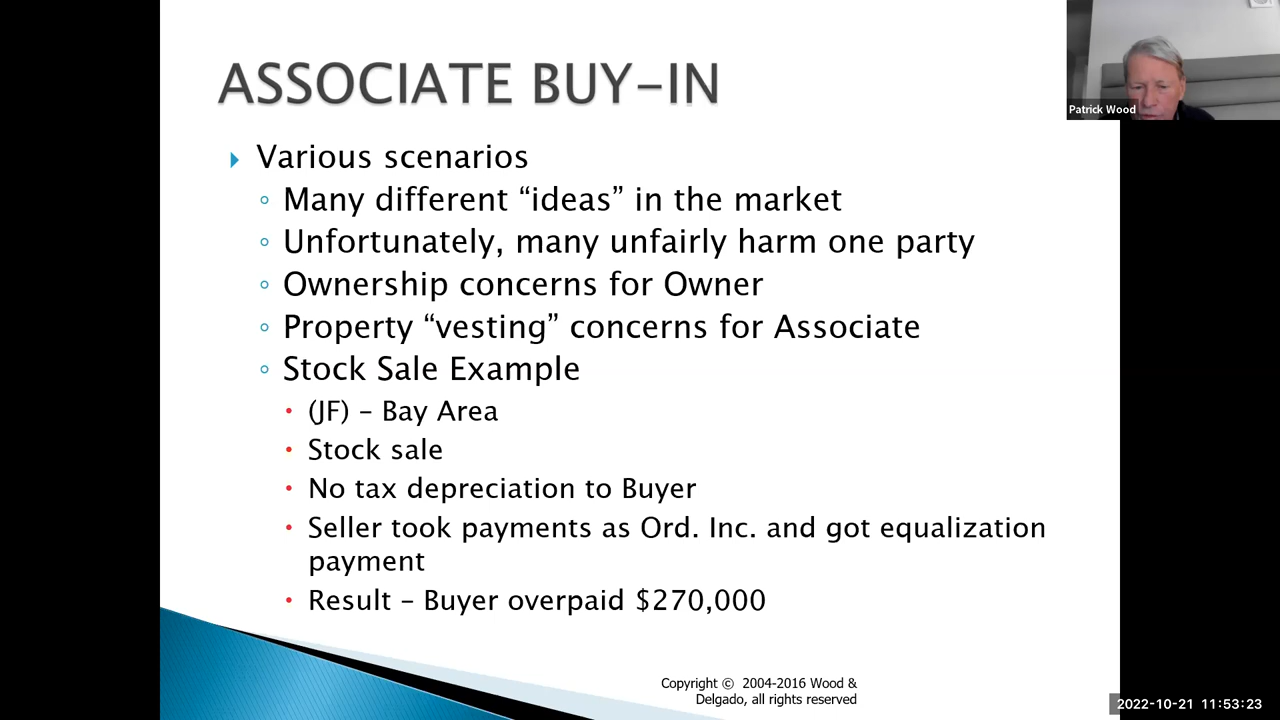 ASSOCIATE BUY-IN
Patrick Wood
Various scenarios
Many different “ideas” in the market
Unfortunately, many unfairly harm one party
Ownership concerns for Owner
Property “vesting” concerns for Associate
Stock Sale Example
(JF) – Bay Area
Stock sale
No tax depreciation to Buyer
Seller took payments as Ord. Inc. and got equalization
payment
Result – Buyer overpaid $270,000
Copyright © 2004-2016 Wood &
Delgado, all rights reserved
2022-10-21 11:53:23